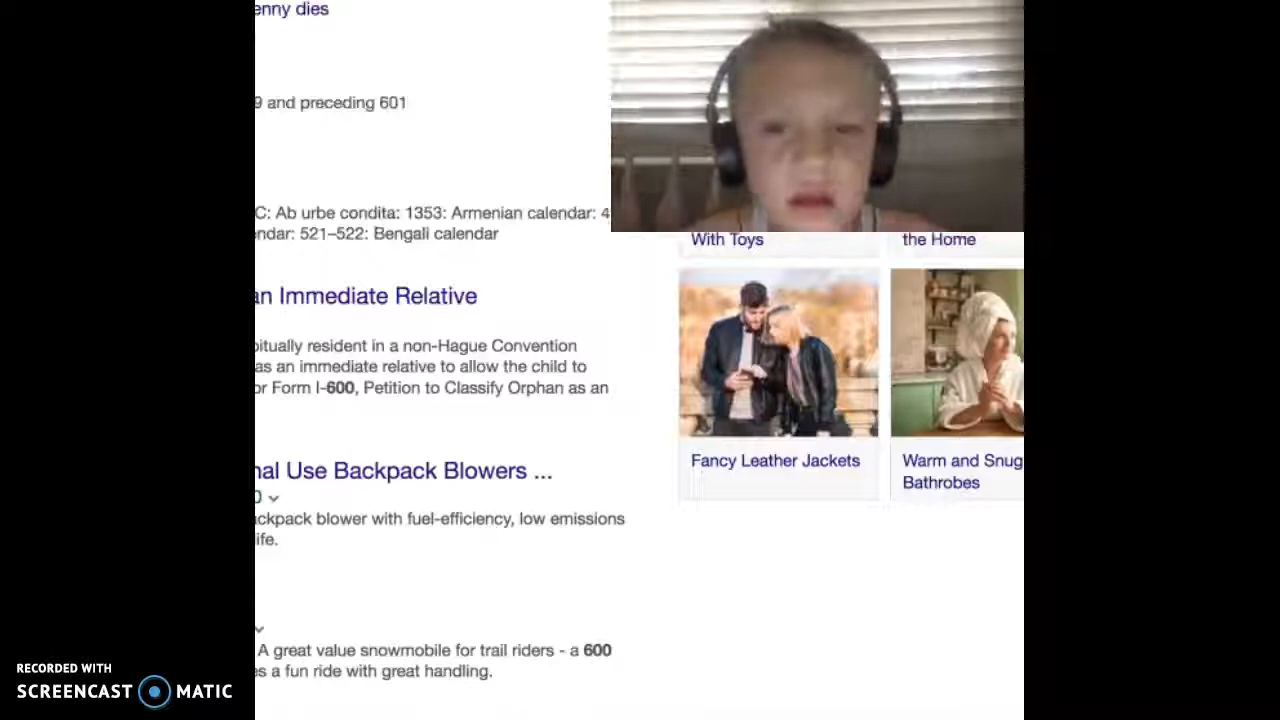 enny dies
9 and preceding 601
C: Ab urbe condita: 1353: Armenian calendar: 4
ndar: 521–522: Bengali calendar
an Immediate Relative
bitually resident in a non-Hague Convention
as an immediate relative to allow the child to
or Form I-600, Petition to Classify Orphan as an
nal Use Backpack Blowers ...
0
ackpack blower with fuel-efficiency, low emissions
life.
A great value snowmobile for trail riders - a 600
es a fun ride with great handling.
With Toys
the Home
Fancy Leather Jackets
Warm and Snug
Bathrobes
RECORDED WITH
SCREENCAST MATIC